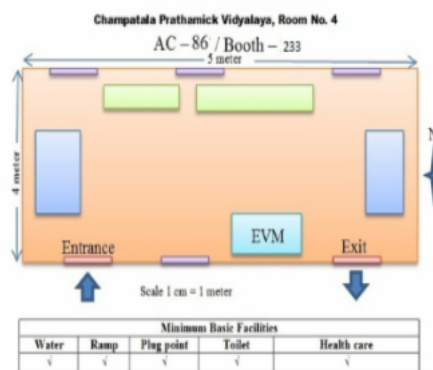 Champatala Prathamick Vidyalaya, Room No. 4
AC – 86 / Booth – 233
5 meter
4 meter
N
EVM
Entrance
Exit
Scale 1 cm = 1 meter
Minimum Basic Facilities
Water Ramp Plug point Toilet Health care
√ √ √ √ √